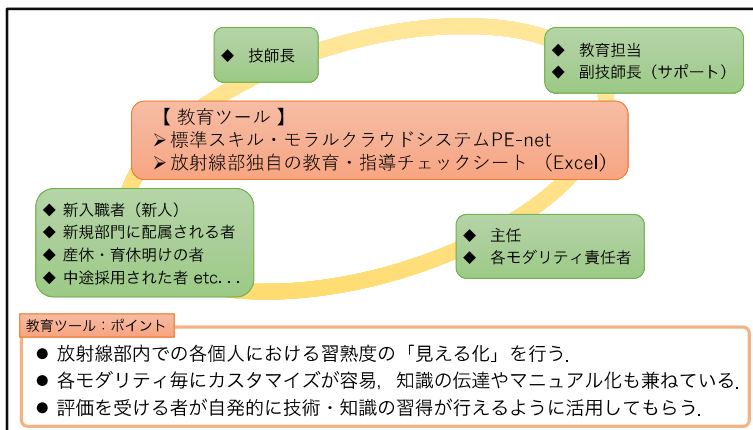 ◆ 技師長
◆ 教育担当
◆ 副技師長（サポート）
【 教育ツール 】
➢標準スキル・モラルクラウドシステムPE-net
➢放射線部独自の教育・指導チェックシート （Excel）
◆ 新入職者（新人）
◆ 新規部門に配属される者
◆ 産休・育休明けの者
◆ 中途採用された者 etc...
◆ 主任
◆ 各モダリティ責任者
教育ツール：ポイント
● 放射線部内での各個人における習熟度の「見える化」を行う.
● 各モダリティ毎にカスタマイズが容易，知識の伝達やマニュアル化も兼ねている.
● 評価を受ける者が自発的に技術・知識の習得が行えるように活用してもらう.